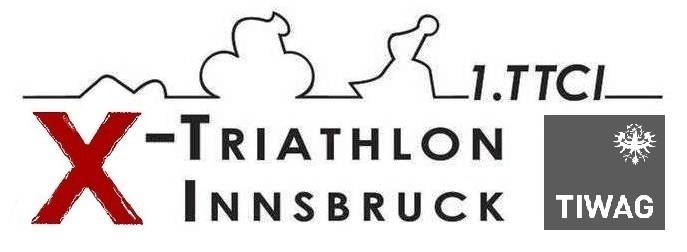 1.TTCI
X-TRIATHLON
INNSBRUCK
TIWAG